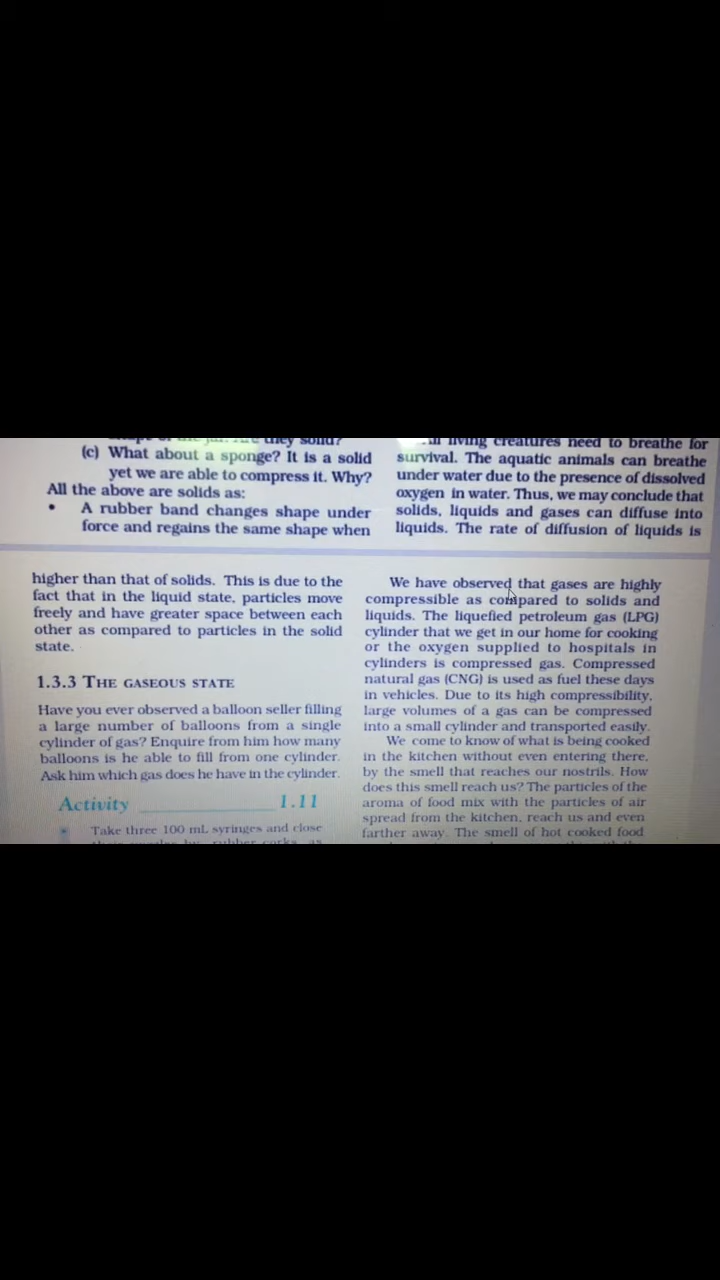 (c) What about a sponge? It is a solid
yet we are able to compress it. Why?
All the above are solids as:
• A rubber band changes shape under
force and regains the same shape when
living creatures need to breathe for
survival. The aquatic animals can breathe
under water due to the presence of dissolved
oxygen in water. Thus, we may conclude that
solids, liquids and gases can diffuse into
liquids. The rate of diffusion of liquids is
higher than that of solids. This is due to the
fact that in the liquid state, particles move
freely and have greater space between each
other as compared to particles in the solid
state.
1.3.3 THE GASEOUS STATE
Have you ever observed a balloon seller filling
a large number of balloons from a single
cylinder of gas? Enquire from him how many
balloons is he able to fill from one cylinder.
Ask him which gas does he have in the cylinder.
Activity 1.11
Take three 100 mL syringes and close
We have observed that gases are highly
compressible as compared to solids and
liquids. The liquefied petroleum gas (LPG)
cylinder that we get in our home for cooking
or the oxygen supplied to hospitals in
cylinders is compressed gas. Compressed
natural gas (CNG) is used as fuel these days
in vehicles. Due to its high compressibility,
large volumes of a gas can be compressed
into a small cylinder and transported easily.
We come to know of what is being cooked
in the kitchen without even entering there,
by the smell that reaches our nostrils. How
does this smell reach us? The particles of the
aroma of food mix with the particles of air
spread from the kitchen, reach us and even
farther away. The smell of hot cooked food